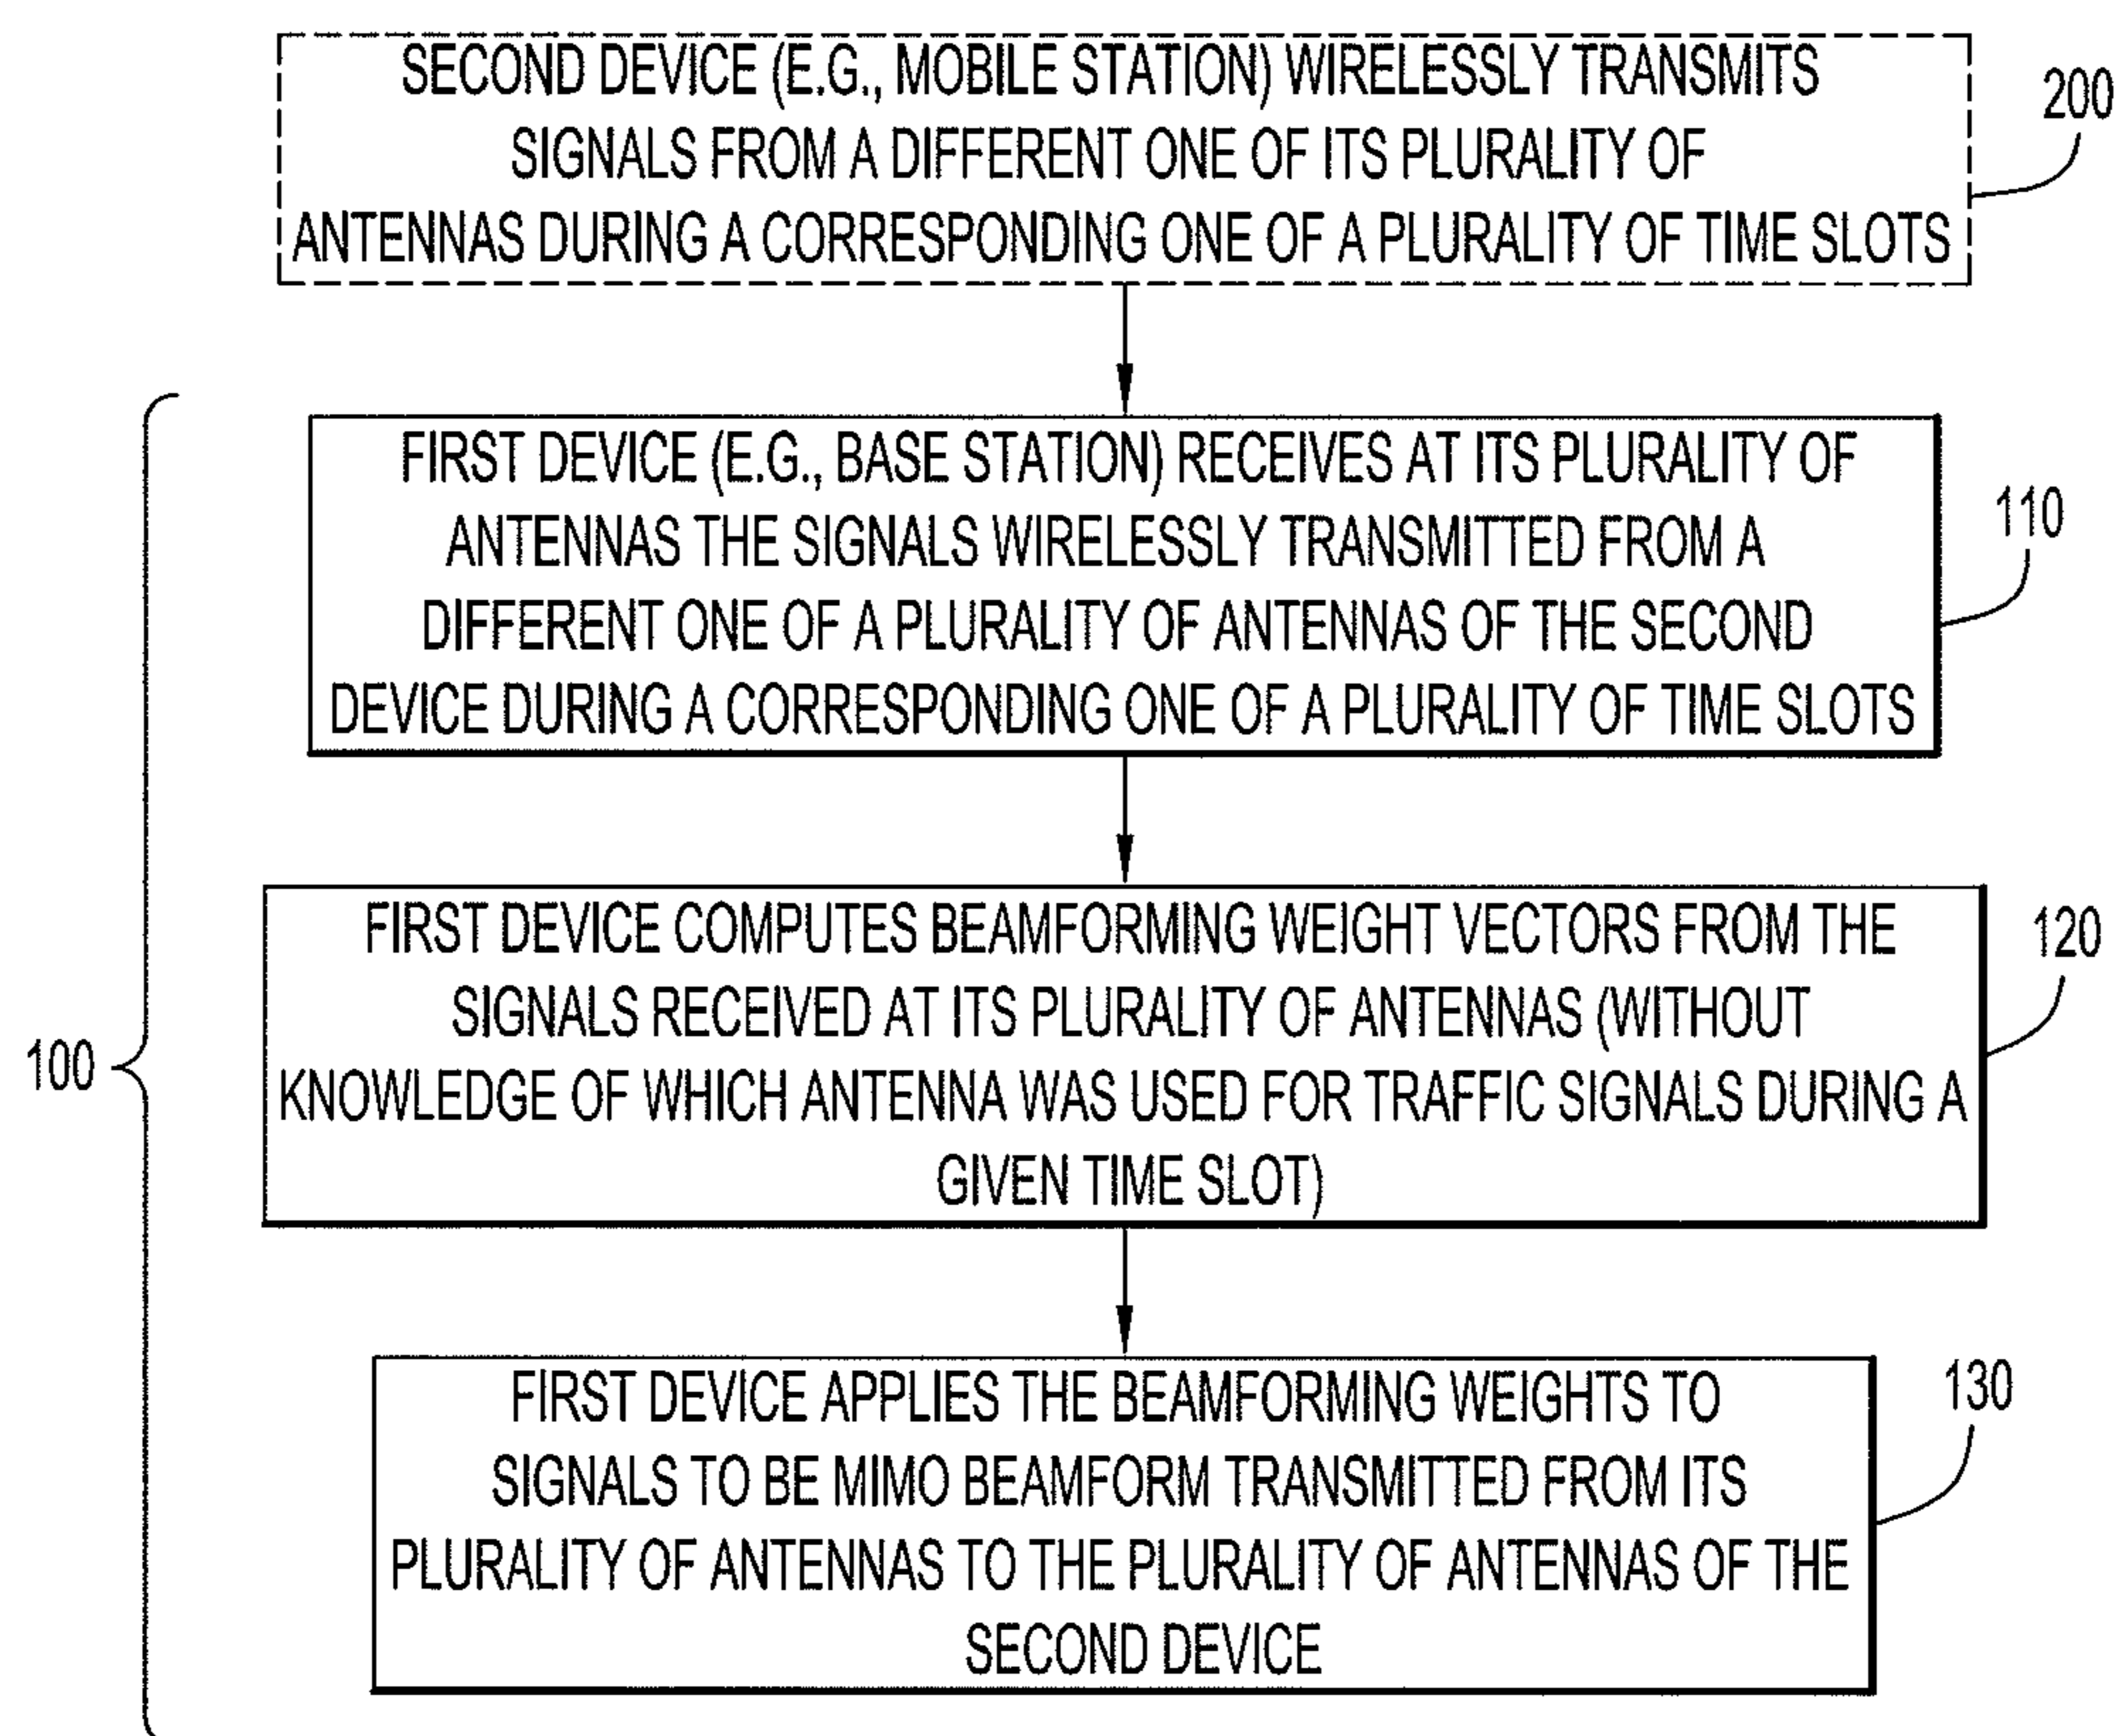 SECOND DEVICE (E.G., MOBILE STATION) WIRELESSLY TRANSMITS
SIGNALS FROM A DIFFERENT ONE OF ITS PLURALITY OF
ANTENNAS DURING A CORRESPONDING ONE OF A PLURALITY OF TIME SLOTS
200
FIRST DEVICE (E.G., BASE STATION) RECEIVES AT ITS PLURALITY OF
ANTENNAS THE SIGNALS WIRELESSLY TRANSMITTED FROM A
DIFFERENT ONE OF A PLURALITY OF ANTENNAS OF THE SECOND
DEVICE DURING A CORRESPONDING ONE OF A PLURALITY OF TIME SLOTS
110
FIRST DEVICE COMPUTES BEAMFORMING WEIGHT VECTORS FROM THE
SIGNALS RECEIVED AT ITS PLURALITY OF ANTENNAS (WITHOUT
KNOWLEDGE OF WHICH ANTENNA WAS USED FOR TRAFFIC SIGNALS DURING A
GIVEN TIME SLOT)
120
100
FIRST DEVICE APPLIES THE BEAMFORMING WEIGHTS TO
SIGNALS TO BE MIMO BEAMFORM TRANSMITTED FROM ITS
PLURALITY OF ANTENNAS TO THE PLURALITY OF ANTENNAS OF THE
SECOND DEVICE
130